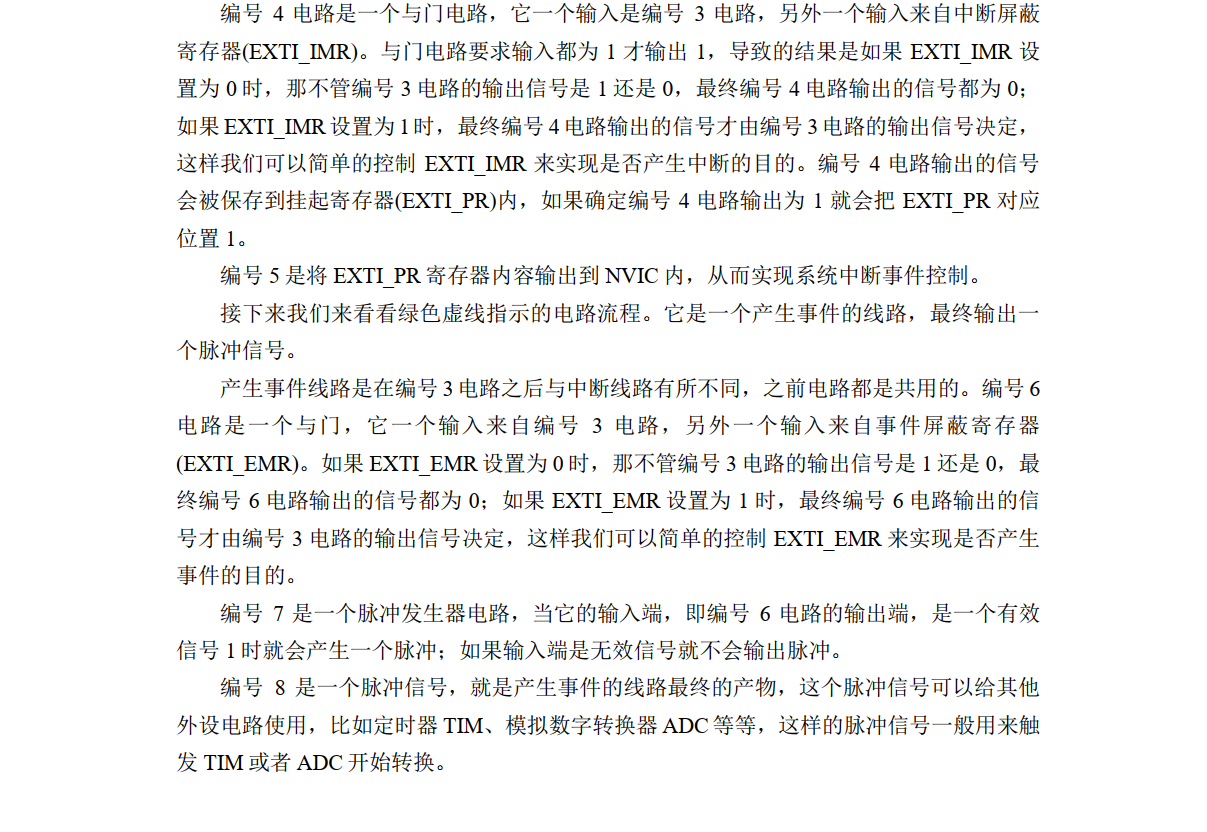 编号 4 电路是一个与门电路，它一个输入是编号 3 电路，另外一个输入来自中断屏蔽
寄存器(EXTI_IMR)。与门电路要求输入都为 1 才输出 1，导致的结果是如果 EXTI_IMR 设
置为 0 时，那不管编号 3 电路的输出信号是 1 还是 0，最终编号 4 电路输出的信号都为 0；
如果 EXTI_IMR 设置为 1 时，最终编号 4 电路输出的信号才由编号 3 电路的输出信号决定，
这样我们可以简单的控制 EXTI_IMR 来实现是否产生中断的目的。编号 4 电路输出的信号
会被保存到挂起寄存器(EXTI_PR)内，如果确定编号 4 电路输出为 1 就会把 EXTI_PR 对应
位置 1。
编号 5 是将 EXTI_PR 寄存器内容输出到 NVIC 内，从而实现系统中断事件控制。
接下来我们来看看绿色虚线指示的电路流程。它是一个产生事件的线路，最终输出一
个脉冲信号。
产生事件线路是在编号 3 电路之后与中断线路有所不同，之前电路都是共用的。编号 6
电路是一个与门，它一个输入来自编号 3 电路，另外一个输入来自事件屏蔽寄存器
(EXTI_EMR)。如果 EXTI_EMR 设置为 0 时，那不管编号 3 电路的输出信号是 1 还是 0，最
终编号 6 电路输出的信号都为 0；如果 EXTI_EMR 设置为 1 时，最终编号 6 电路输出的信
号才由编号 3 电路的输出信号决定，这样我们可以简单的控制 EXTI_EMR 来实现是否产生
事件的目的。
编号 7 是一个脉冲发生器电路，当它的输入端，即编号 6 电路的输出端，是一个有效
信号 1 时就会产生一个脉冲；如果输入端是无效信号就不会输出脉冲。
编号 8 是一个脉冲信号，就是产生事件的线路最终的产物，这个脉冲信号可以给其他
外设电路使用，比如定时器 TIM、模拟数字转换器 ADC 等等，这样的脉冲信号一般用来触
发 TIM 或者 ADC 开始转换。